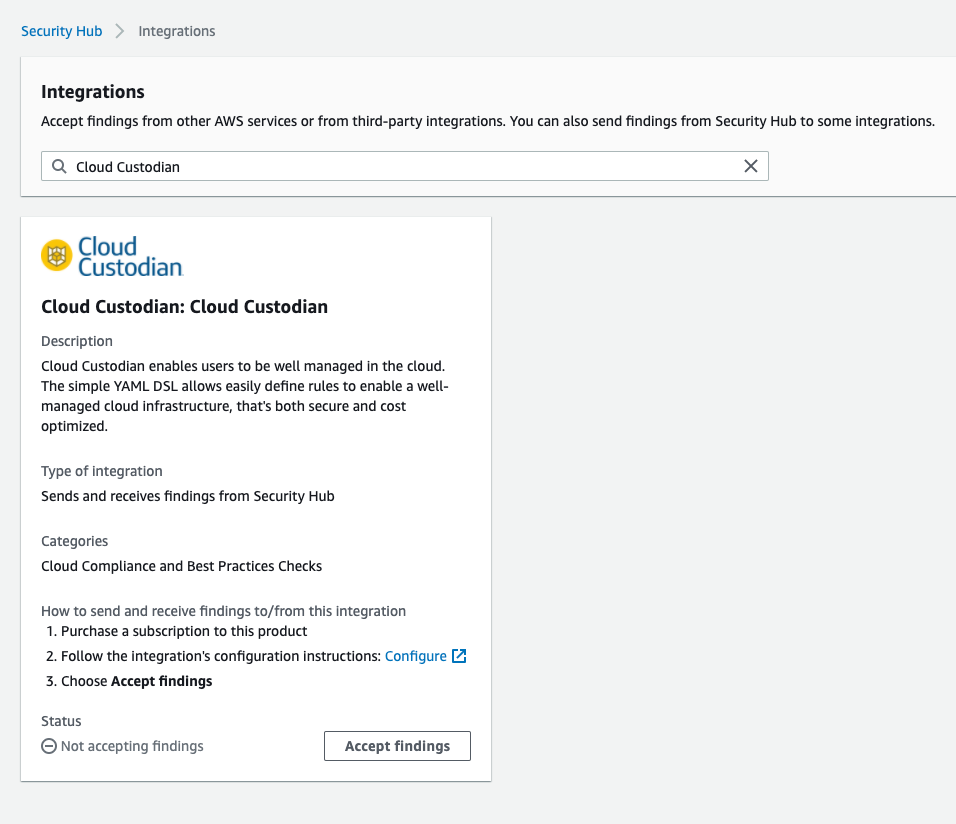 Security Hub > Integrations
Integrations
Accept findings from other AWS services or from third-party integrations. You can also send findings from Security Hub to some integrations.
Cloud Custodian
Cloud
Custodian
Cloud Custodian: Cloud Custodian
Description
Cloud Custodian enables users to be well managed in the cloud.
The simple YAML DSL allows easily define rules to enable a well-
managed cloud infrastructure, that's both secure and cost
optimized.
Type of integration
Sends and receives findings from Security Hub
Categories
Cloud Compliance and Best Practices Checks
How to send and receive findings to/from this integration
1. Purchase a subscription to this product
2. Follow the integration's configuration instructions: Configure
3. Choose Accept findings
Status
Not accepting findings Accept findings